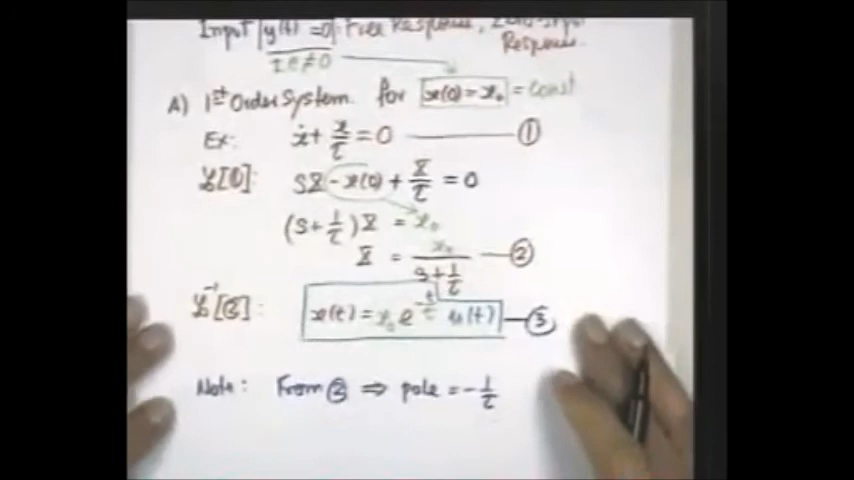 Input [y(t) = 0]: Free Response, Zero-Input
Response.
I.C ≠ 0
A) 1st Order System. for x(0) = x₀ = const
Ex: ẋ + x/τ = 0 ——— ①
ℒ[①]: SX - x(0) + X/τ = 0
(S + 1/τ)X = x₀
X = x₀/(S + 1/τ) — ②
ℒ⁻¹[②]: x(t) = x₀ e^(-t/τ) u(t) — ③
Note: From ② ⇒ pole = -1/τ